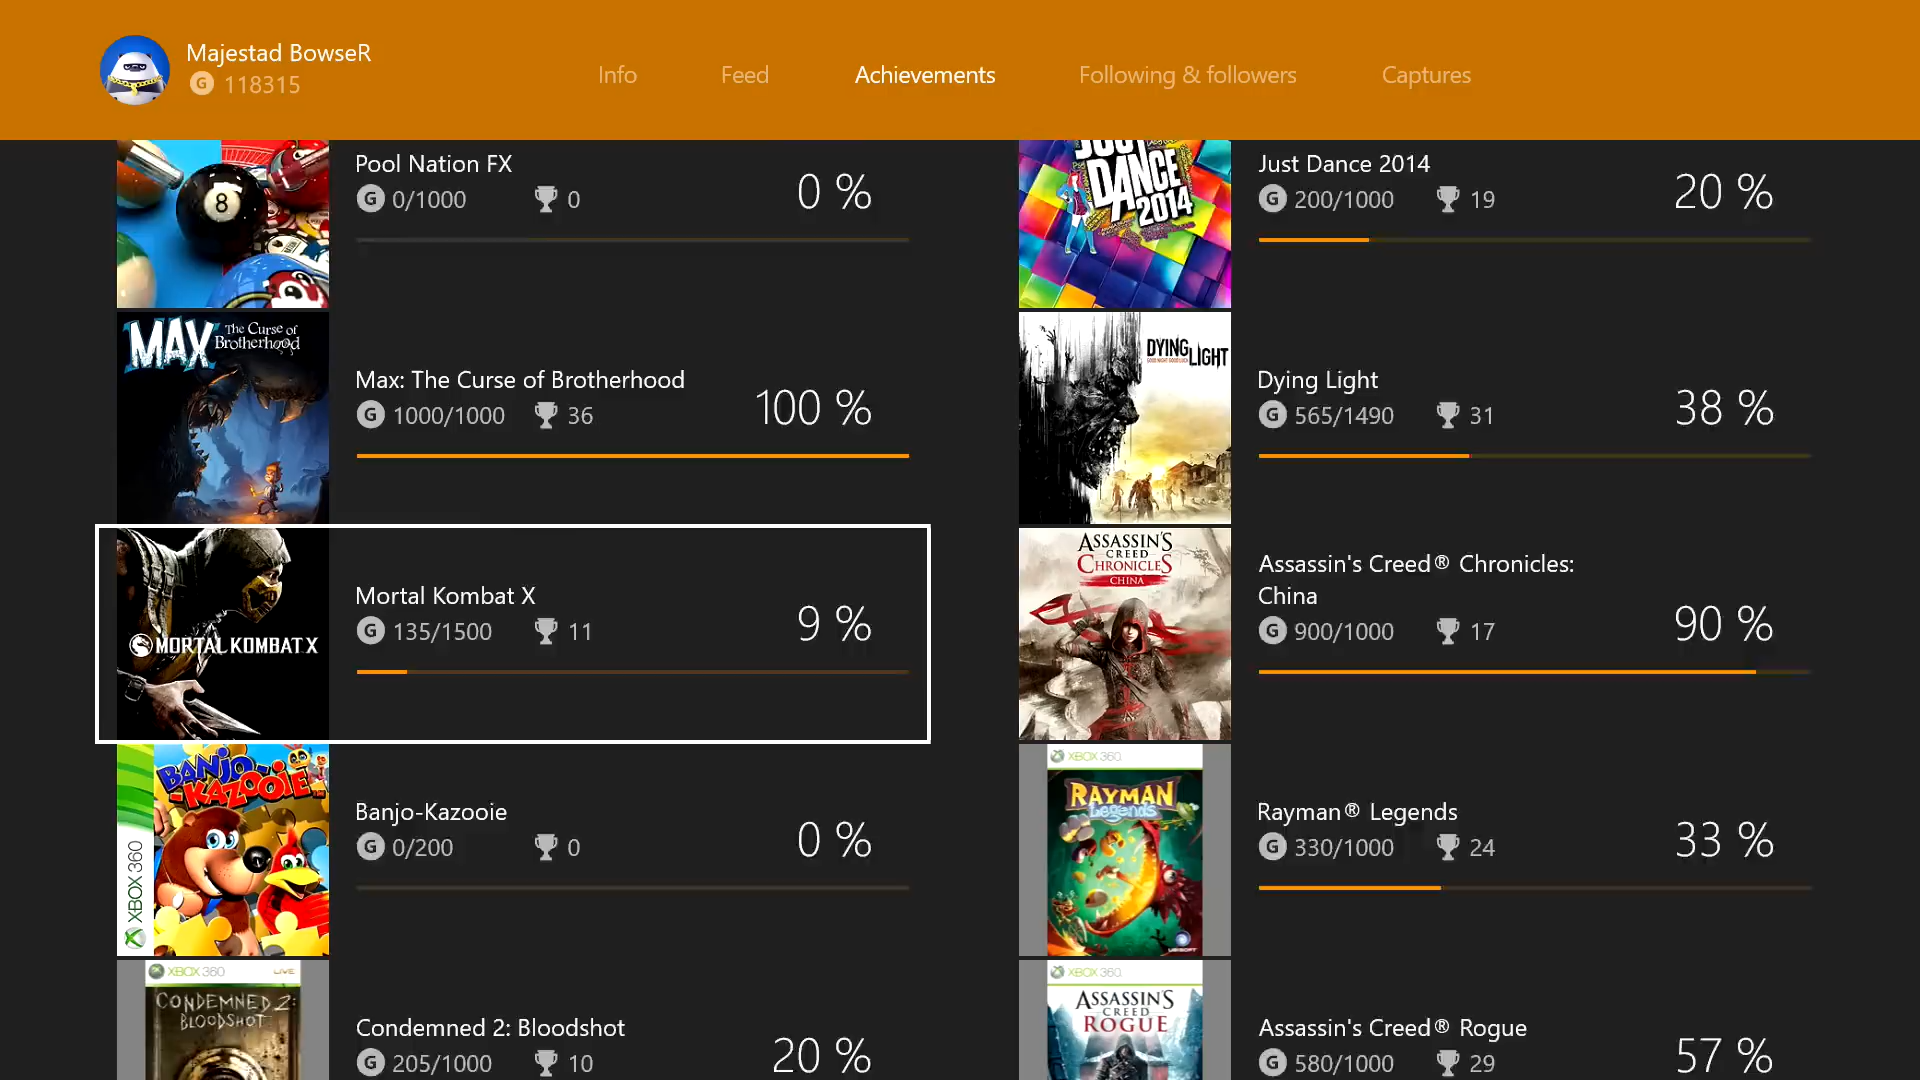 Majestad BowseR
G 118315
Info
Feed
Achievements
Following & followers
Captures
8
Pool Nation FX
G 0/1000
0
0 %
JUST
DANCE
2014
Just Dance 2014
G 200/1000
19
20 %
MAX
The Curse of
Brotherhood
Max: The Curse of Brotherhood
G 1000/1000
36
100 %
DYING LIGHT
Dying Light
G 565/1490
31
38 %
MORTAL KOMBAT X
Mortal Kombat X
G 135/1500
11
9 %
ASSASSIN'S
CREED
CHRONICLES
CHINA
Assassin's Creed® Chronicles:
China
G 900/1000
17
90 %
XBOX 360
BANJO-
KAZOOIE
Banjo-Kazooie
G 0/200
0
0 %
XBOX 360
RAYMAN
Legends
UBISOFT
Rayman® Legends
G 330/1000
24
33 %
XBOX 360
LIVE
CONDEMNED 2:
BLOODSHOT
Condemned 2: Bloodshot
G 205/1000
10
20 %
XBOX 360
ASSASSIN'S
CREED
ROGUE
Assassin's Creed® Rogue
G 580/1000
29
57 %